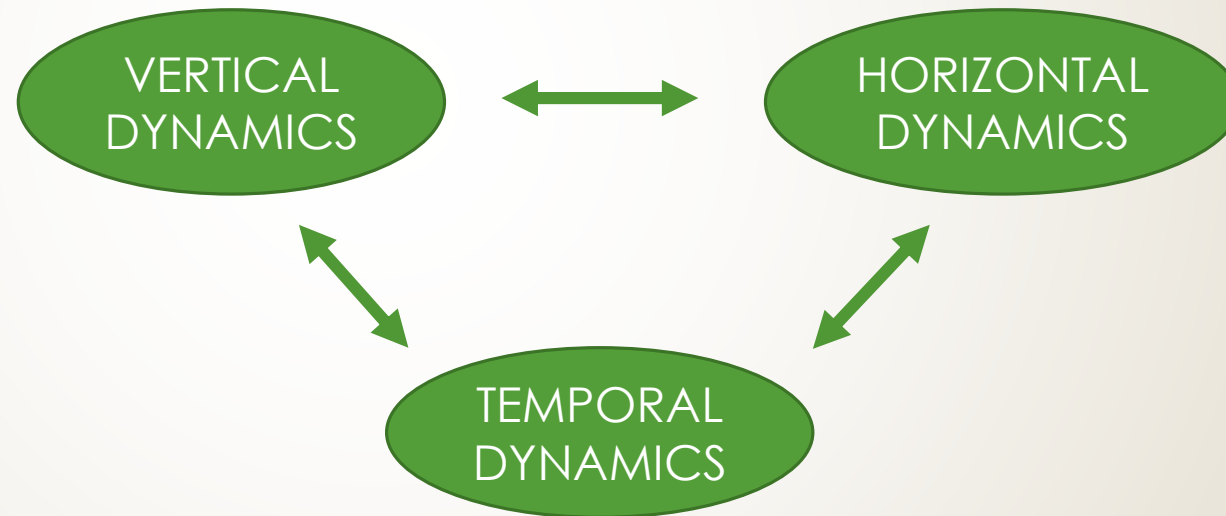 VERTICAL
DYNAMICS
HORIZONTAL
DYNAMICS
TEMPORAL
DYNAMICS